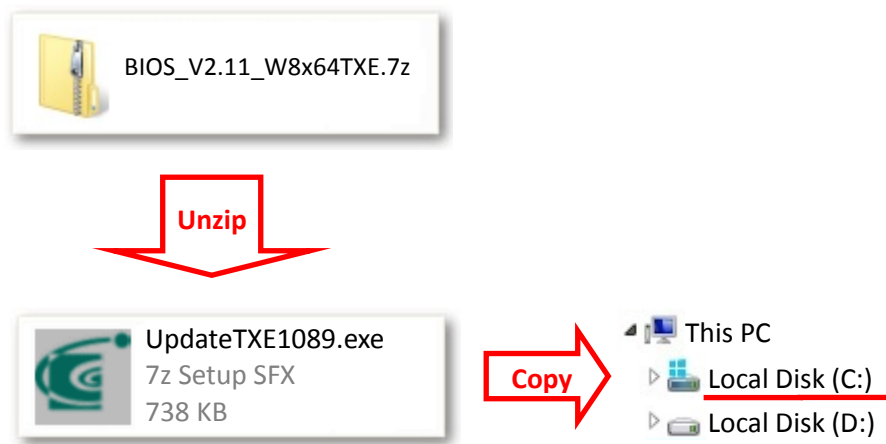 BIOS_V2.11_W8x64TXE.7z
Unzip
UpdateTXE1089.exe
7z Setup SFX
738 KB
Copy
This PC
Local Disk (C:)
Local Disk (D:)